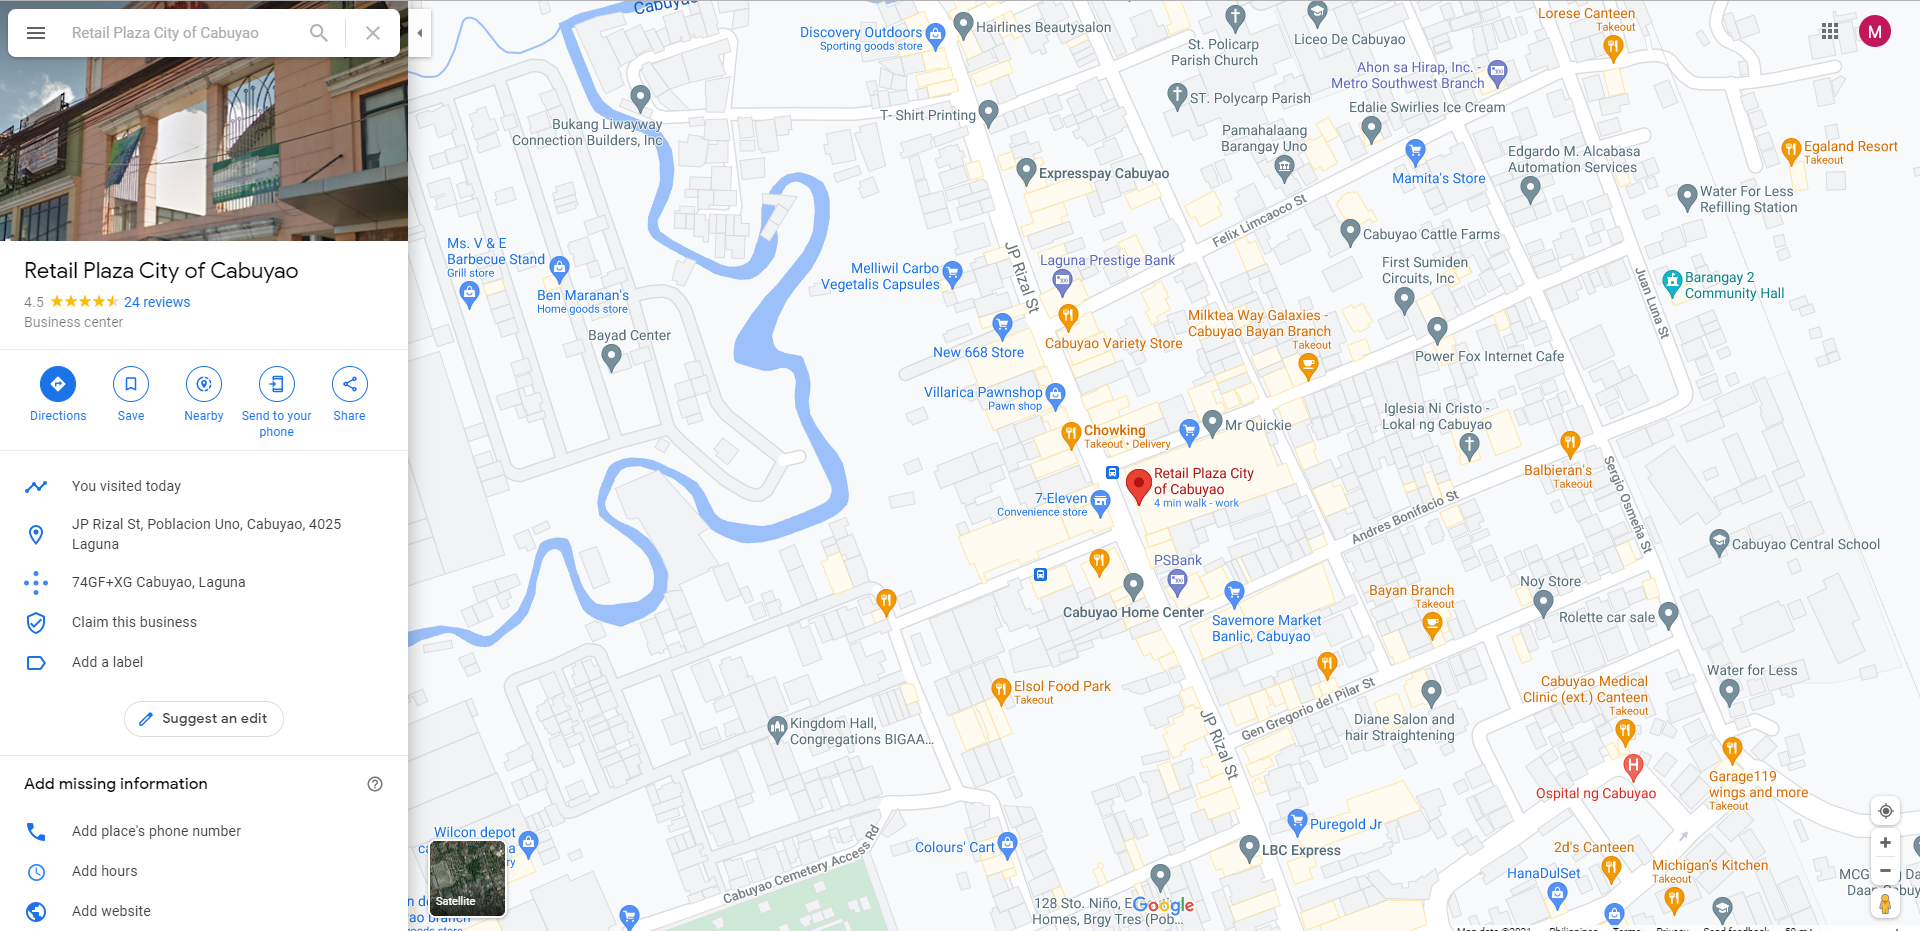 Retail Plaza City of Cabuyao
Retail Plaza City of Cabuyao
4.5
24 reviews
Business center
Directions
Save
Nearby
Send to your
phone
Share
You visited today
JP Rizal St, Poblacion Uno, Cabuyao, 4025
Laguna
74GF+XG Cabuyao, Laguna
Claim this business
Add a label
Suggest an edit
Add missing information
Add place's phone number
Add hours
Add website
M
Discovery Outdoors
Sporting goods store
Hairlines Beautysalon
St. Policarp
Parish Church
Liceo De Cabuyao
Lorese Canteen
Takeout
Ahon sa Hirap, Inc. -
Metro Southwest Branch
Bukang Liwayway
Connection Builders, Inc
T- Shirt Printing
ST. Polycarp Parish
Edalie Swirlies Ice Cream
Pamahalaang
Barangay Uno
Edgardo M. Alcabasa
Automation Services
Egaland Resort
Takeout
Expresspay Cabuyao
Mamita's Store
Water For Less
Refilling Station
Felix Limcaoco St
Cabuyao Cattle Farms
Ms. V & E
Barbecue Stand
Grill store
Ben Maranan's
Home goods store
Melliwil Carbo
Vegetalis Capsules
JP Rizal St
Laguna Prestige Bank
First Sumiden
Circuits, Inc
Juan Luna St
Barangay 2
Community Hall
Bayad Center
New 668 Store
Cabuyao Variety Store
Milktea Way Galaxies -
Cabuyao Bayan Branch
Takeout
Power Fox Internet Cafe
Villarica Pawnshop
Pawn shop
Chowking
Takeout • Delivery
Mr Quickie
Iglesia Ni Cristo -
Lokal ng Cabuyao
Balbieran's
Takeout
Sergio Osmeña St
Retail Plaza City
of Cabuyao
4 min walk - work
7-Eleven
Convenience store
Andres Bonifacio St
Cabuyao Central School
PSBank
Cabuyao Home Center
Savemore Market
Banlic, Cabuyao
Bayan Branch
Takeout
Noy Store
Rolette car sale
Elsol Food Park
Takeout
Kingdom Hall,
Congregations BIGAA...
JP Rizal St
Gen Gregorio del Pilar St
Diane Salon and
hair Straightening
Cabuyao Medical
Clinic (ext.) Canteen
Takeout
Water for Less
Ospital ng Cabuyao
Garage119
wings and more
Takeout
Wilcon depot
Colours' Cart
Cabuyao Cemetery Access Rd
Puregold Jr
LBC Express
2d's Canteen
Takeout
HanaDulSet
Michigan's Kitchen
Takeout
Satellite
128 Sto. Niño,
Homes, Brgy Tres (Pob...
Google